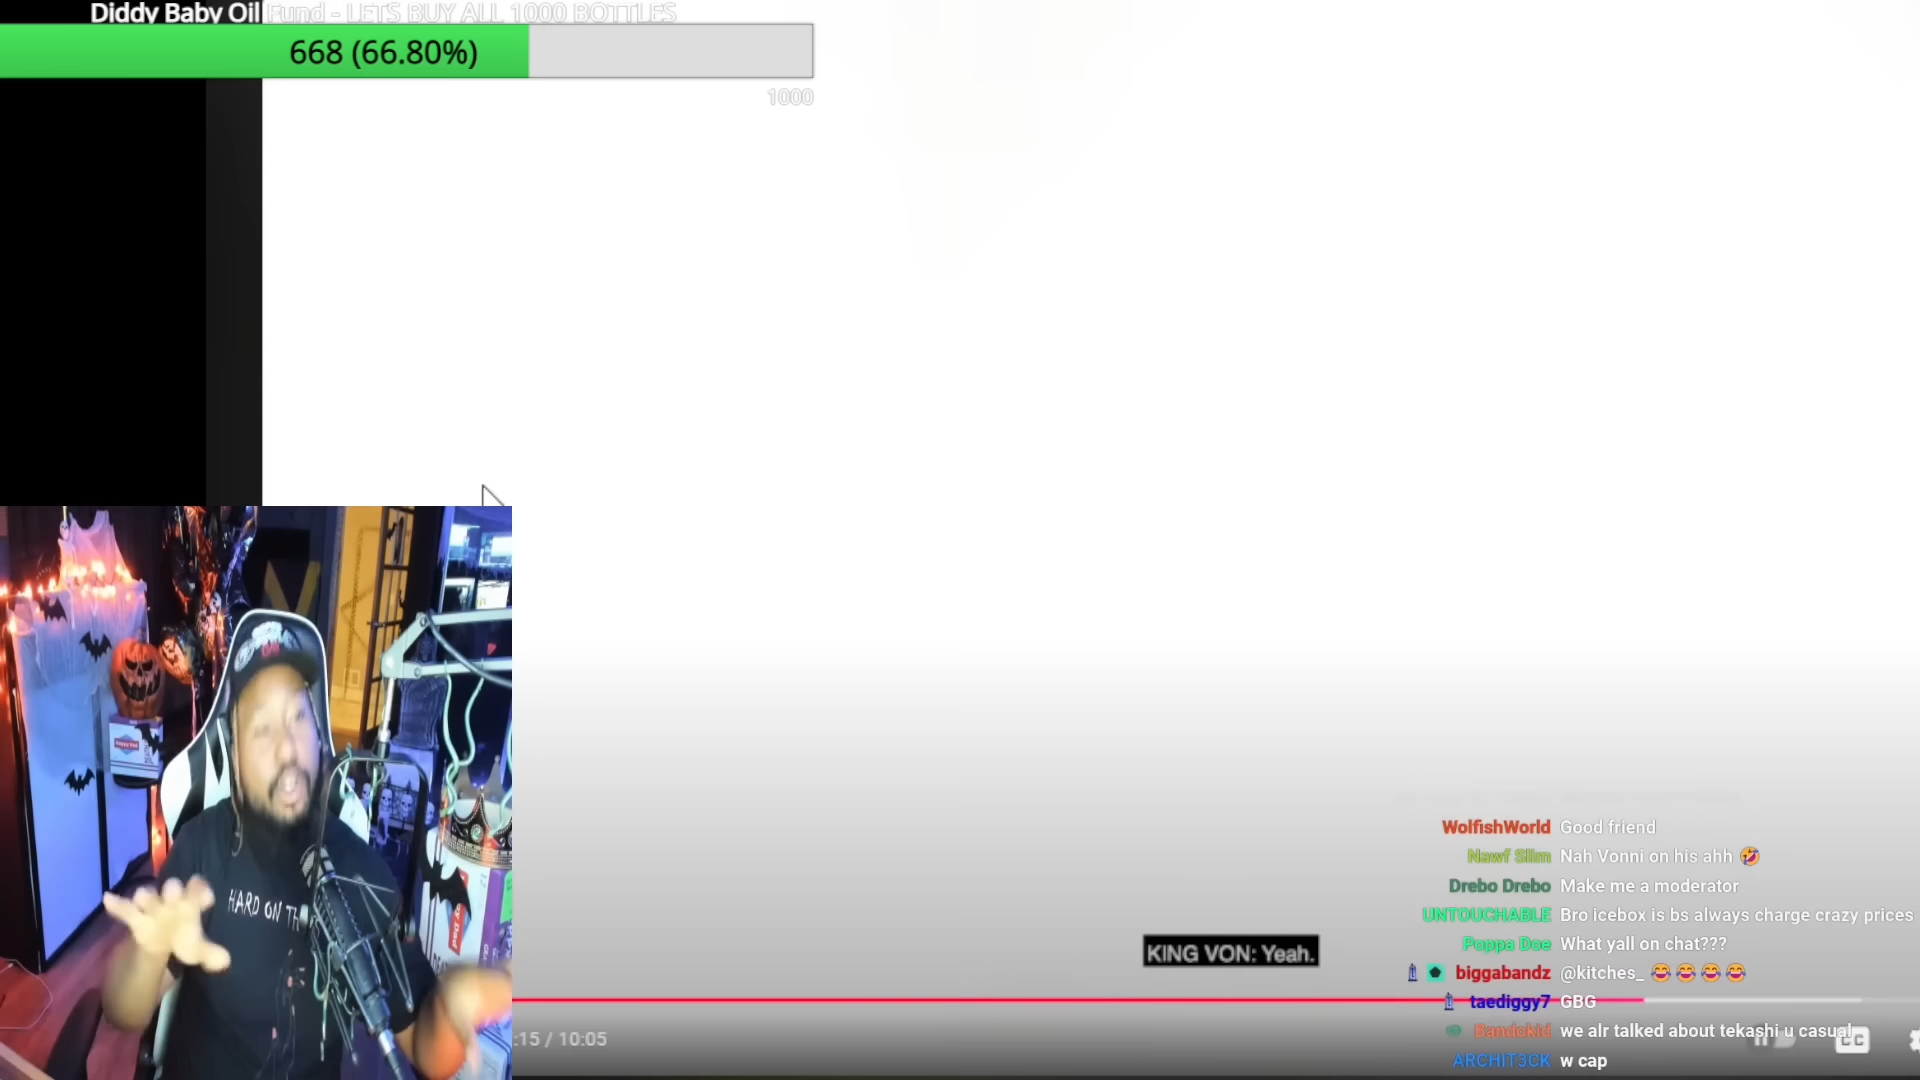 Diddy Baby Oil Fund - LETS BUY ALL 1000 BOTTLES
668 (66.80%)
1000
HARD ON TH
WolfishWorld Good friend
Nawf Slim Nah Vonni on his ahh 🤣
Drebo Drebo Make me a moderator
UNTOUCHABLE Bro icebox is bs always charge crazy prices
Poppa Doe What yall on chat???
KING VON: Yeah.
biggabandz @kitches_ 😂 😂 😂 😂
taediggy7 GBG
Bandokid we alr talked about tekashi u casual
:15 / 10:05
CC
ARCHIT3CK w cap